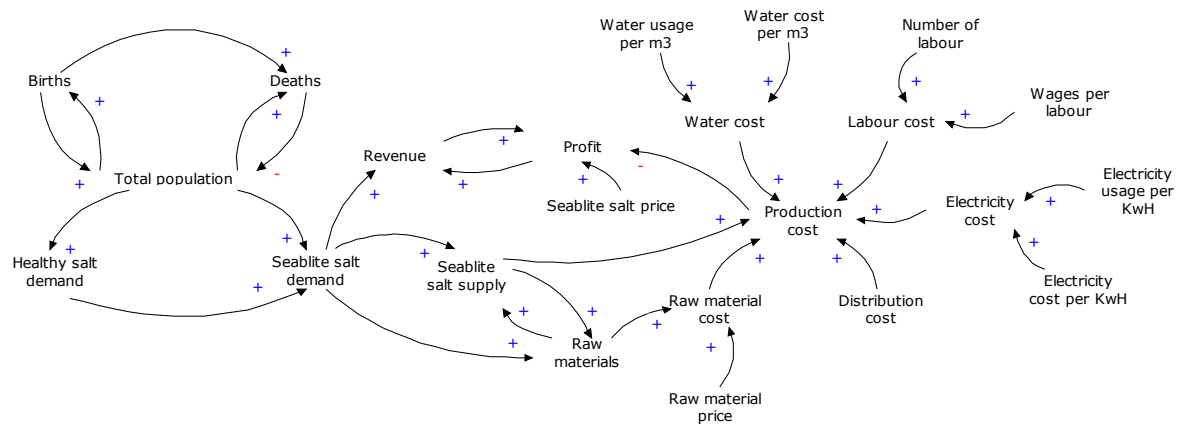 Water usage
per m3
Water cost
per m3
Number of
labour
+
Births
Deaths
+
+
+
+
+
Wages per
labour
+
Water cost
Labour cost
+
Revenue
+
Profit
-
+
Total population
-
+
+
+
+
+
Electricity
usage per
KwH
+
Seablite salt price
+
Production
cost
+
Electricity
cost
+
+
+
+
Healthy salt
demand
Seablite salt
demand
+
Seablite
salt supply
+
+
+
Electricity
cost per KwH
+
Raw material
cost
Distribution
cost
+
+
+
+
Raw
materials
+
Raw material
price